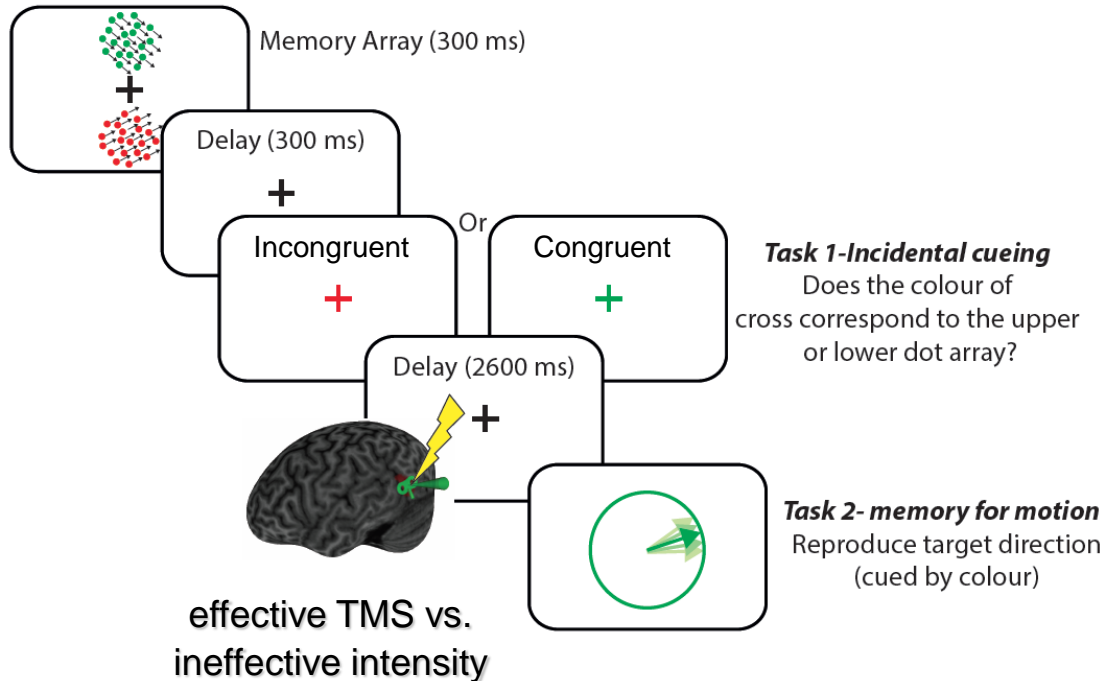 Memory Array (300 ms)
Delay (300 ms)
Or
Incongruent
Congruent
Task 1-Incidental cueing
Does the colour of
cross correspond to the upper
or lower dot array?
Delay (2600 ms)
Task 2- memory for motion
Reproduce target direction
(cued by colour)
effective TMS vs.
ineffective intensity